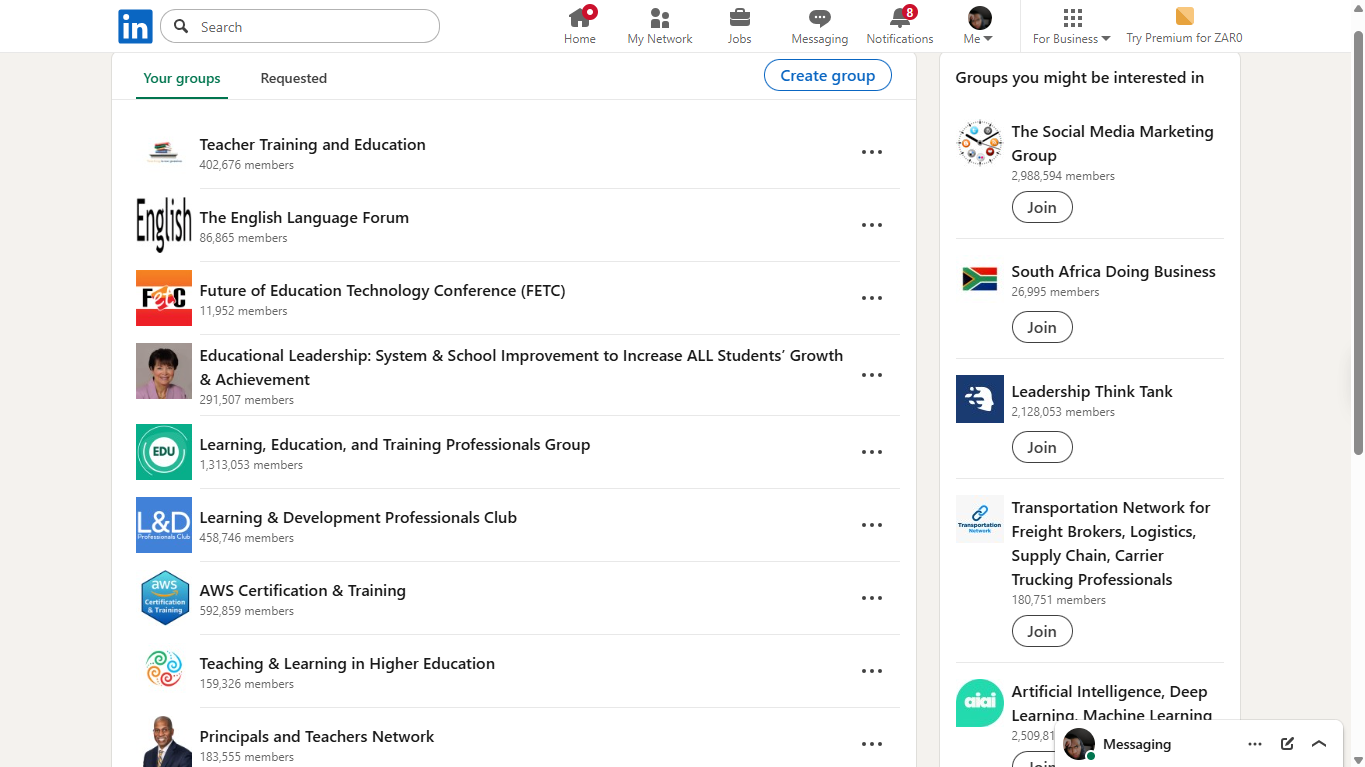 in
Search
Home
My Network
Jobs
Messaging
8
Notifications
Me
For Business
Try Premium for ZAR0
Your groups
Requested
Create group
Teacher Training and Education
402,676 members
English
The English Language Forum
86,865 members
FETC
Future of Education Technology Conference (FETC)
11,952 members
Educational Leadership: System & School Improvement to Increase ALL Students’ Growth
& Achievement
291,507 members
EDU
Learning, Education, and Training Professionals Group
1,313,053 members
L&D
Professionals Club
Learning & Development Professionals Club
458,746 members
aws
Certification
& Training
AWS Certification & Training
592,859 members
Teaching & Learning in Higher Education
159,326 members
Principals and Teachers Network
183,555 members
Groups you might be interested in
The Social Media Marketing
Group
2,988,594 members
Join
South Africa Doing Business
26,995 members
Join
Leadership Think Tank
2,128,053 members
Join
Transportation
Network
Transportation Network for
Freight Brokers, Logistics,
Supply Chain, Carrier
Trucking Professionals
180,751 members
Join
aiai
Artificial Intelligence, Deep
Learning, Machine Learning
2,509,81
Join
Messaging